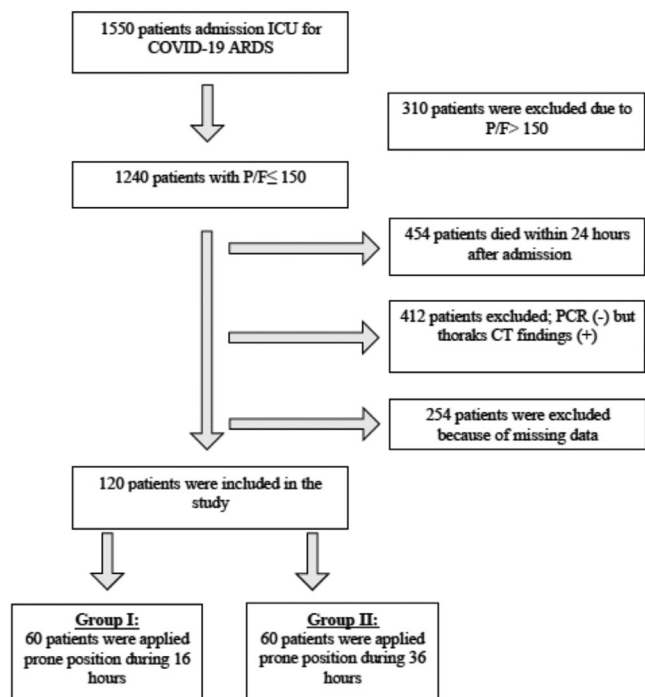 1550 patients admission ICU for
COVID-19 ARDS
310 patients were excluded due to
P/F> 150
1240 patients with P/F≤ 150
454 patients died within 24 hours
after admission
412 patients excluded; PCR (-) but
thoraks CT findings (+)
254 patients were excluded
because of missing data
120 patients were included in the
study
Group I:
60 patients were applied
prone position during 16
hours
Group II:
60 patients were applied
prone position during 36
hours